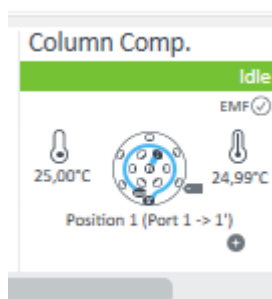 Column Comp.
Idle
EMF
25,00°C
24,99°C
Position 1 (Port 1 -> 1')